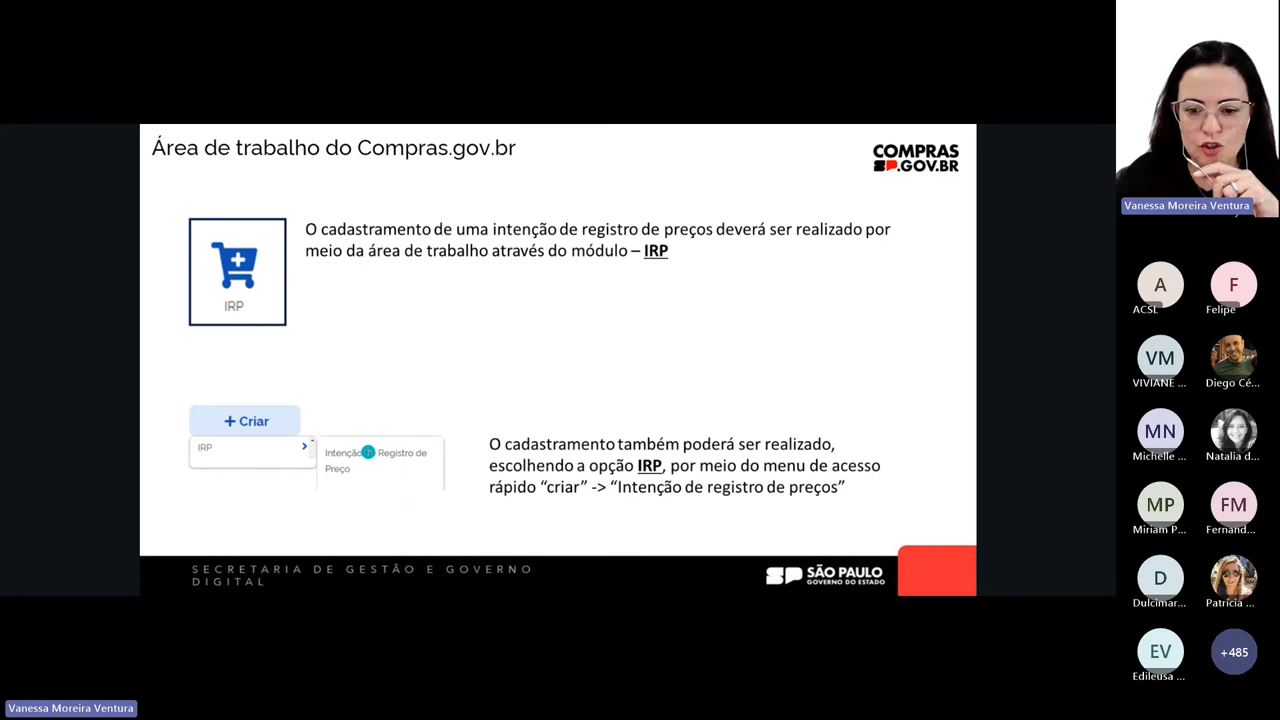 Área de trabalho do Compras.gov.br
COMPRAS
SP.GOV.BR
O cadastramento de uma intenção de registro de preços deverá ser realizado por
meio da área de trabalho através do módulo – IRP
IRP
+ Criar
IRP
Intenção de Registro de
Preço
O cadastramento também poderá ser realizado,
escolhendo a opção IRP, por meio do menu de acesso
rápido “criar” -> “Intenção de registro de preços”
SECRETARIA DE GESTÃO E GOVERNO
DIGITAL
SP SÃO PAULO
GOVERNO DO ESTADO
Vanessa Moreira Ventura
A
ACSL
F
Felipe
VM
VIVIANE ...
Diego Cé...
MN
Michelle ...
Natalia d...
MP
Miriam P...
FM
Fernand...
D
Dulcimar...
Patrícia ...
EV
Edileusa ...
+485
Vanessa Moreira Ventura